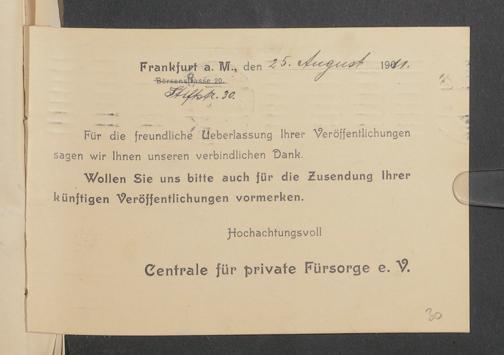 Frankfurt a. M., den 25. August 1911.
Börsenstrasse 20.
Stiftstr. 30.
Für die freundliche Ueberlassung Ihrer Veröffentlichungen
sagen wir Ihnen unseren verbindlichen Dank.
Wollen Sie uns bitte auch für die Zusendung Ihrer
künftigen Veröffentlichungen vormerken.
Hochachtungsvoll
Centrale für private Fürsorge e. V.
30